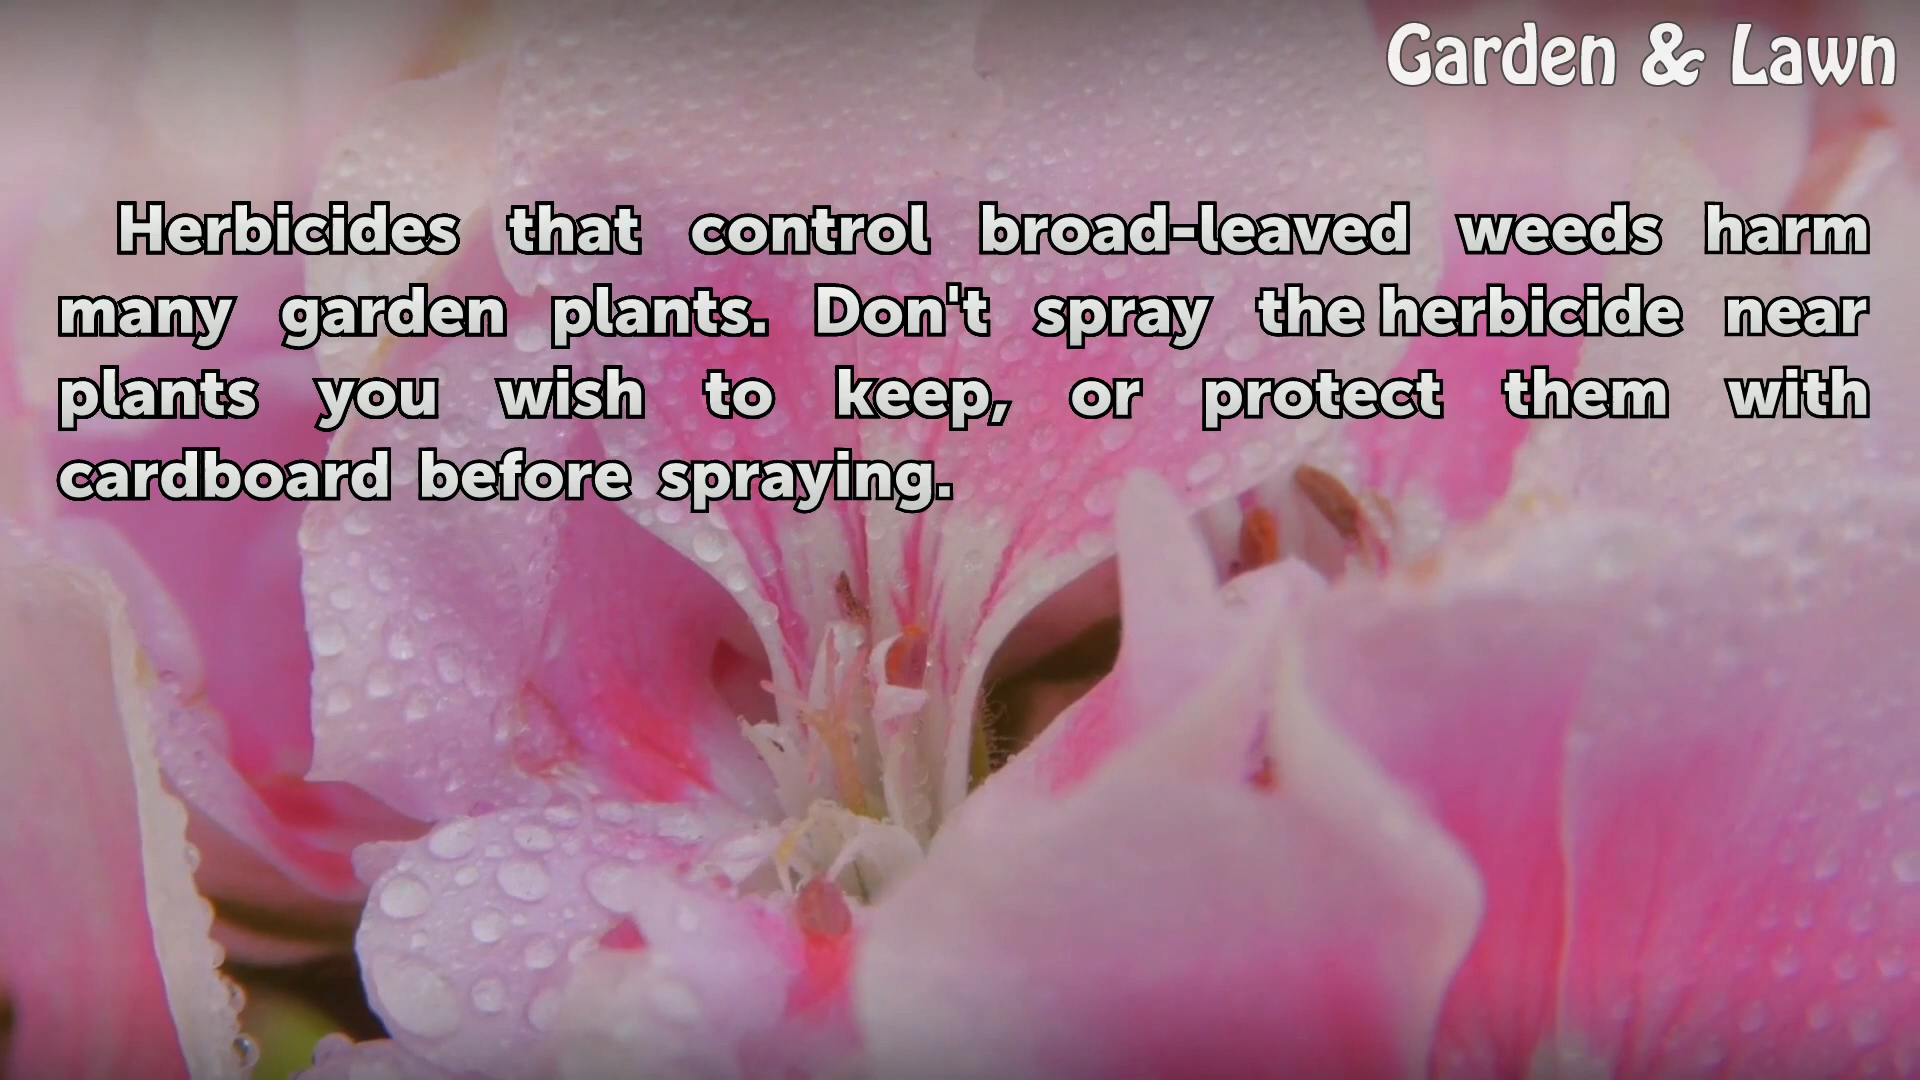 Garden & Lawn
Herbicides that control broad-leaved weeds harm
many garden plants. Don't spray the herbicide near
plants you wish to keep, or protect them with
cardboard before spraying.